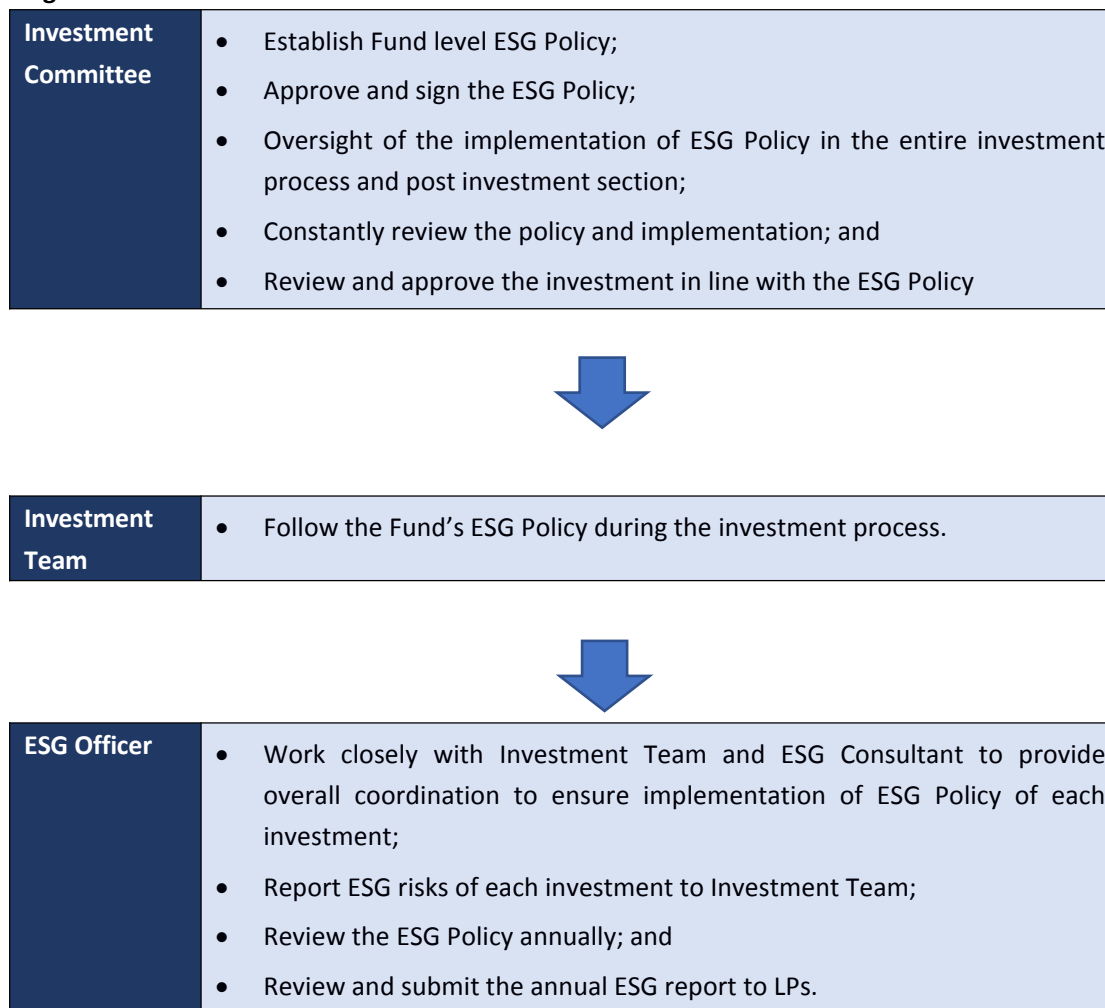 Investment
Committee
• Establish Fund level ESG Policy;
• Approve and sign the ESG Policy;
• Oversight of the implementation of ESG Policy in the entire investment
process and post investment section;
• Constantly review the policy and implementation; and
• Review and approve the investment in line with the ESG Policy
Investment
Team
• Follow the Fund's ESG Policy during the investment process.
ESG Officer
• Work closely with Investment Team and ESG Consultant to provide
overall coordination to ensure implementation of ESG Policy of each
investment;
• Report ESG risks of each investment to Investment Team;
• Review the ESG Policy annually; and
• Review and submit the annual ESG report to LPs.